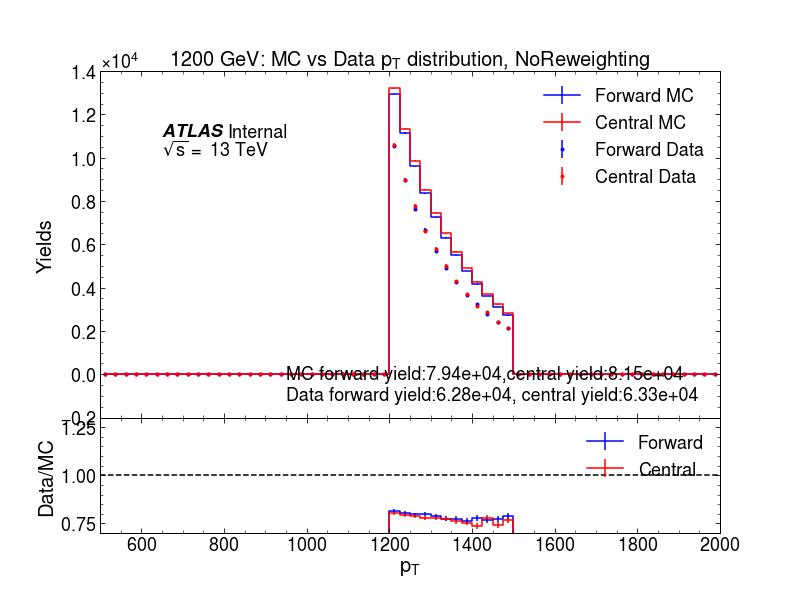 ×10⁴
1200 GeV: MC vs Data p_T distribution, NoReweighting
1.4
1.2
1.0
0.8
0.6
0.4
0.2
0.0
0.2
Yields
ATLAS Internal
√s = 13 TeV
Forward MC
Central MC
Forward Data
Central Data
MC forward yield:7.94e+04,central yield:8.15e+04
Data forward yield:6.28e+04, central yield:6.33e+04
1.25
1.00
0.75
Data/MC
Forward
Central
600 800 1000 1200 1400 1600 1800 2000
p_T